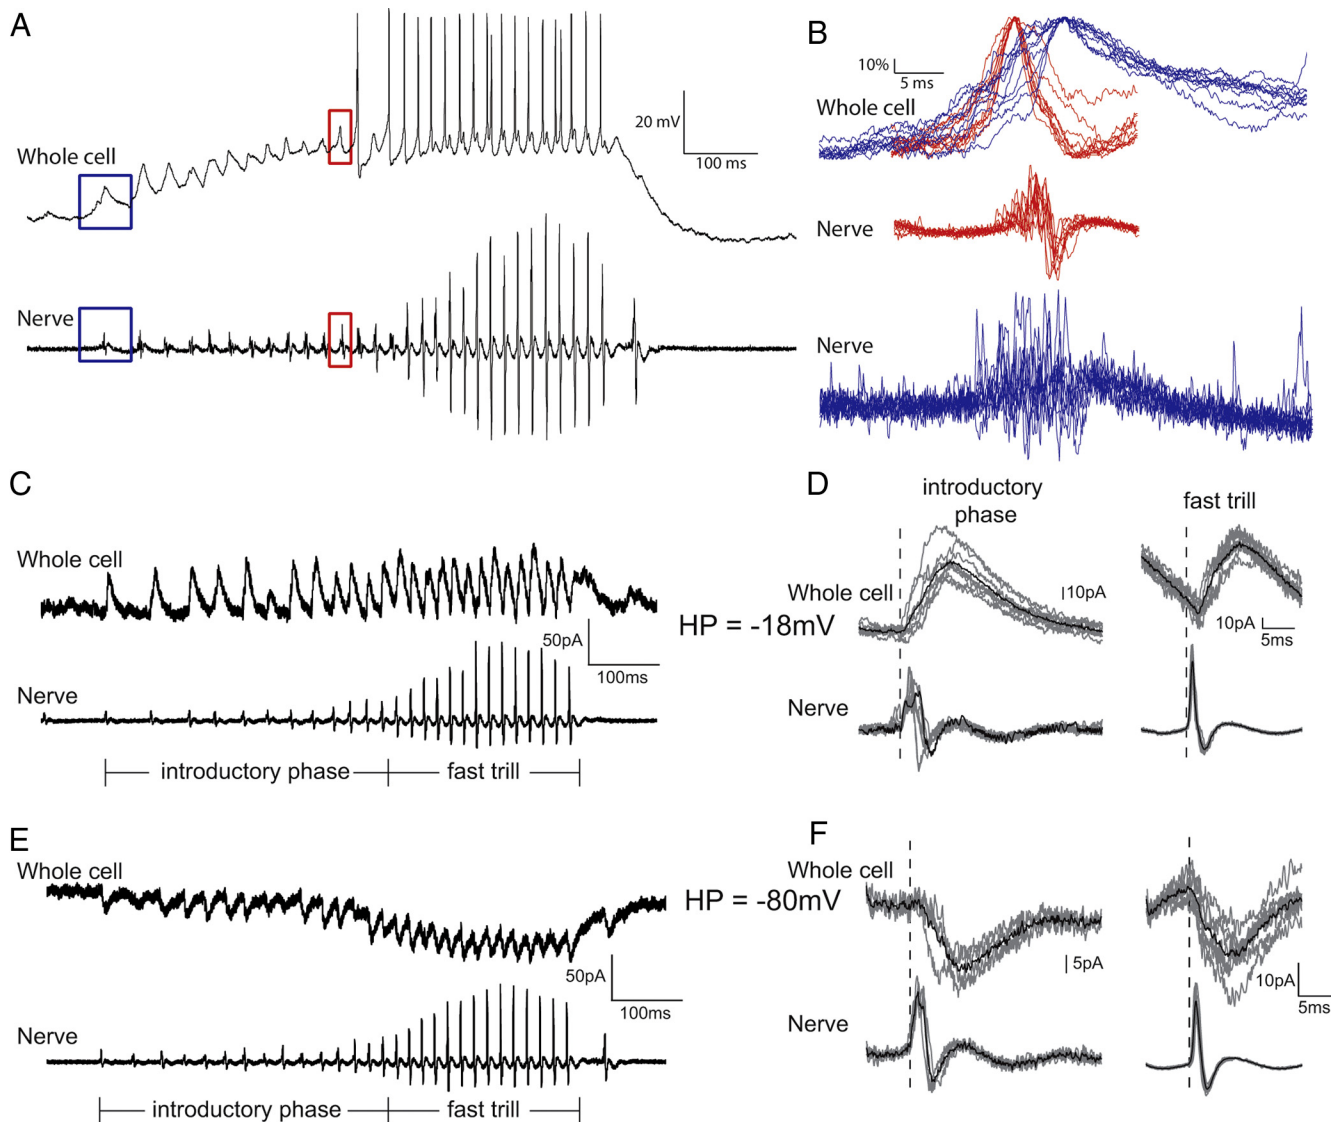 A
Whole cell
20 mV
100 ms
Nerve
B
10%
5 ms
Whole cell
Nerve
Nerve
C
Whole cell
50pA
100ms
Nerve
introductory phase
fast trill
D
introductory
phase
fast trill
Whole cell
10pA
HP = -18mV
10pA
5ms
Nerve
E
Whole cell
50pA
100ms
Nerve
introductory phase
fast trill
F
Whole cell
HP = -80mV
5pA
10pA
5ms
Nerve